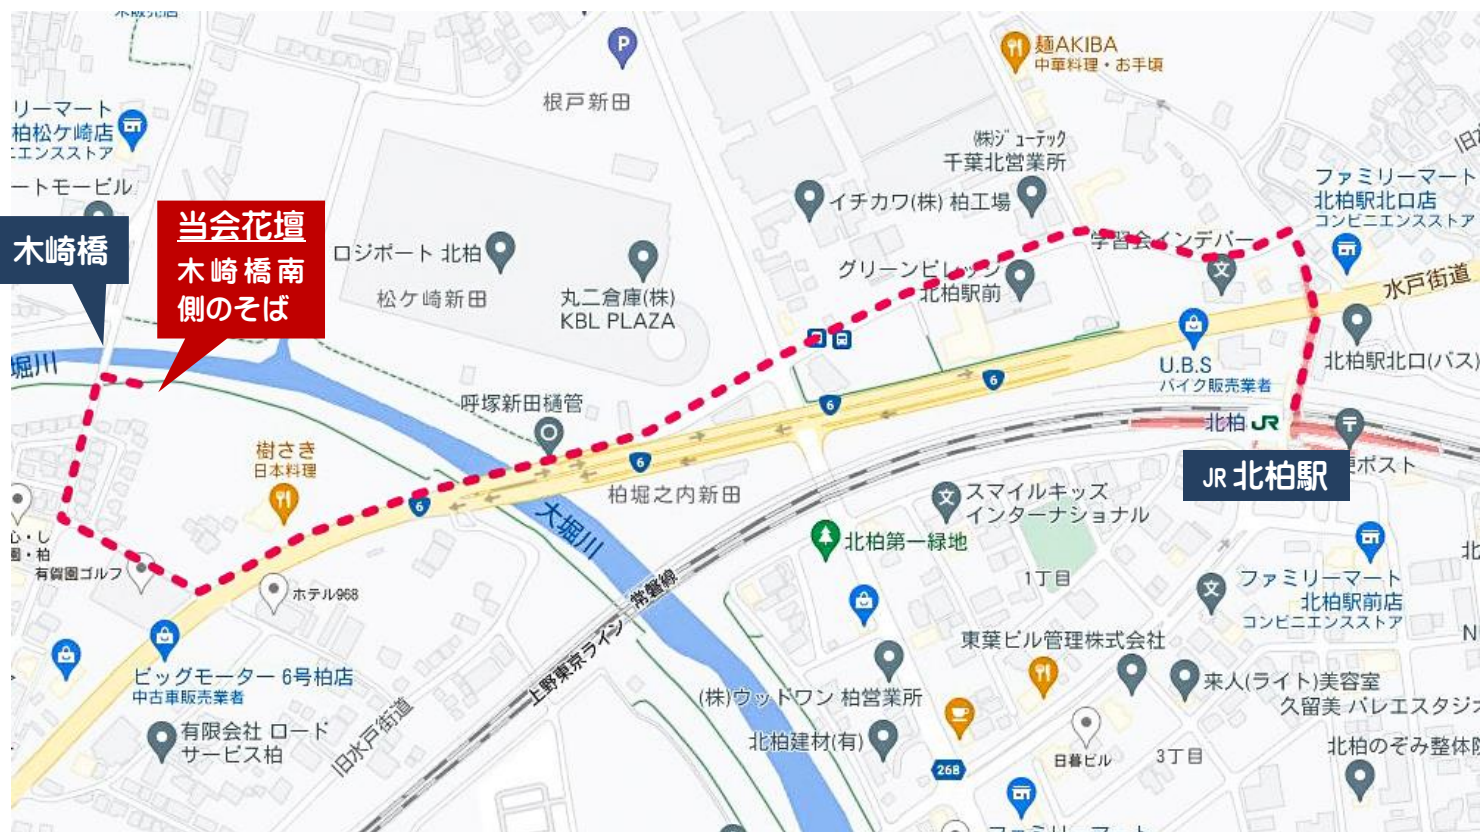 麺AKIBA
中華料理・お手頃
P
根戸新田
リーマート
柏松ケ崎店
エンスストア
ートモービル
㈱ジューテック
千葉北営業所
イチカワ(株) 柏工場
ファミリーマート
北柏駅北口店
コンビニエンスストア
木崎橋
当会花壇
木崎橋南
側のそば
ロジポート 北柏
松ケ崎新田
丸二倉庫(株)
KBL PLAZA
学習会インデバー
文
グリーンビレッジ
北柏駅前
水戸街道
堀川
U.B.S
バイク販売業者
北柏駅北口(バス)
6
6
6
6
呼塚新田樋管
北柏 JR
JR 北柏駅
便ポスト
樹さき
日本料理
柏堀之内新田
大堀川
文
スマイルキッズ
インターナショナル
北柏第一緑地
1丁目
心・し
園・柏
有賀園ゴルフ
ホテル968
上野東京ライン 常磐線
文
ファミリーマート
北柏駅前店
コンビニエンスストア
北
ビッグモーター 6号柏店
中古車販売業者
東葉ビル管理株式会社
(株)ウッドワン 柏営業所
来人(ライト)美容室
久留美 バレエスタジオ
有限会社 ロード
サービス柏
旧水戸街道
北柏建材(有)
268
日暮ビル
3丁目
北柏のぞみ整体院